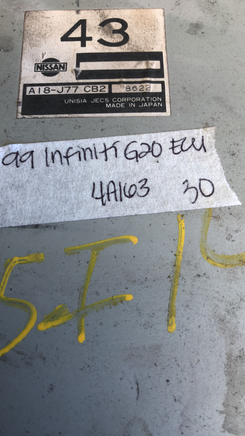 43
NISSAN
A18-J77 CB2 8622
UNISIA JECS CORPORATION
MADE IN JAPAN
99 Infiniti G20 ECU
4A163 30